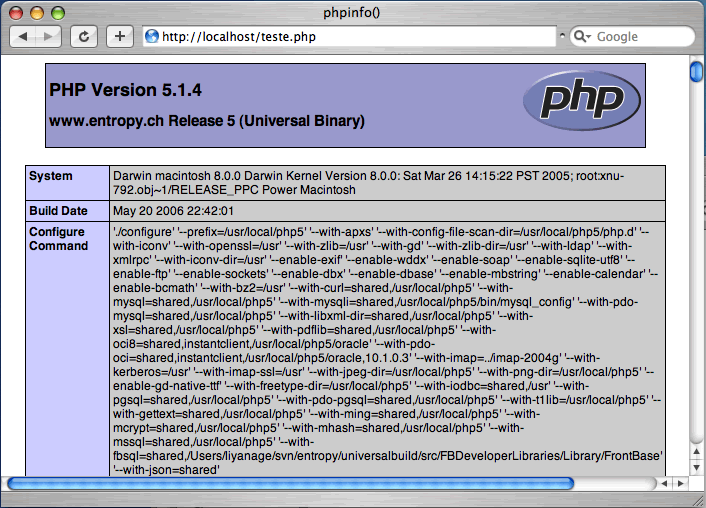 phpinfo()
http://localhost/teste.php
Google
PHP Version 5.1.4
php
www.entropy.ch Release 5 (Universal Binary)
System
Darwin macintosh 8.0.0 Darwin Kernel Version 8.0.0: Sat Mar 26 14:15:22 PST 2005; root:xnu-
792.obj~1/RELEASE_PPC Power Macintosh
Build Date
May 20 2006 22:42:01
Configure
Command
'./configure' '--prefix=/usr/local/php5' '--with-apxs' '--with-config-file-scan-dir=/usr/local/php5/php.d' '--
with-iconv' '--with-openssl=/usr' '--with-zlib=/usr' '--with-gd' '--with-zlib-dir=/usr' '--with-ldap' '--with-
xmlrpc' '--with-iconv-dir=/usr' '--enable-exif' '--enable-wddx' '--enable-soap' '--enable-sqlite-utf8' '--
enable-ftp' '--enable-sockets' '--enable-dbx' '--enable-dbase' '--enable-mbstring' '--enable-calendar' '--
enable-bcmath' '--with-bz2=/usr' '--with-curl=shared,/usr/local/php5' '--with-
mysql=shared,/usr/local/php5' '--with-mysqli=shared,/usr/local/php5/bin/mysql_config' '--with-pdo-
mysql=shared,/usr/local/php5' '--with-libxml-dir=shared,/usr/local/php5' '--with-
xsl=shared,/usr/local/php5' '--with-pdflib=shared,/usr/local/php5' '--with-
oci8=shared,instantclient,/usr/local/php5/oracle' '--with-pdo-
oci=shared,instantclient,/usr/local/php5/oracle,10.1.0.3' '--with-imap=../imap-2004g' '--with-
kerberos=/usr' '--with-imap-ssl=/usr' '--with-jpeg-dir=/usr/local/php5' '--with-png-dir=/usr/local/php5' '--
enable-gd-native-ttf' '--with-freetype-dir=/usr/local/php5' '--with-iodbc=shared,/usr' '--with-
pgsql=shared,/usr/local/php5' '--with-pdo-pgsql=shared,/usr/local/php5' '--with-t1lib=/usr/local/php5' '--
with-gettext=shared,/usr/local/php5' '--with-ming=shared,/usr/local/php5' '--with-
mcrypt=shared,/usr/local/php5' '--with-mhash=shared,/usr/local/php5' '--with-
mssql=shared,/usr/local/php5' '--with-
fbsql=shared,/Users/liyanage/svn/entropy/universalbuild/src/FBDeveloperLibraries/Library/FrontBase'
'--with-json=shared'